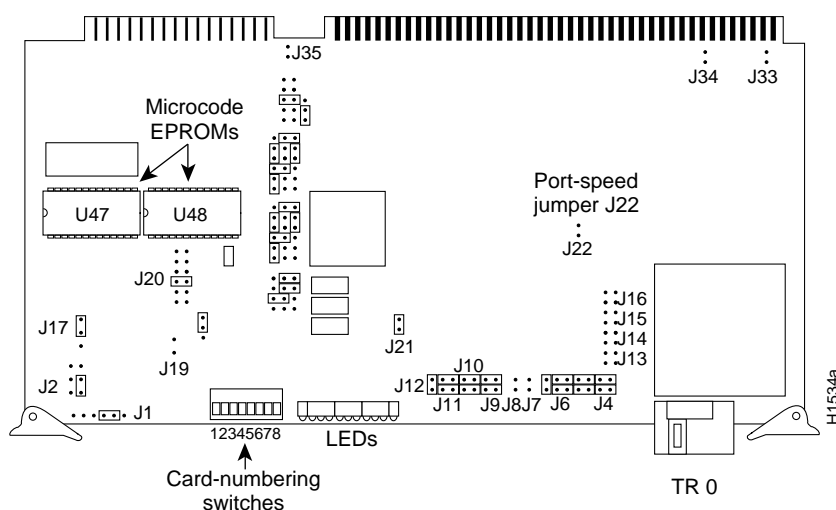 J35
J34
J33
Microcode
EPROMs
U47
U48
Port-speed
jumper J22
J22
J20
J16
J15
J14
J13
J17
J19
J21
J2
J1
J12
J10
J11
J9
J8
J7
J6
J4
12345678
LEDs
Card-numbering
switches
TR 0
H1534a